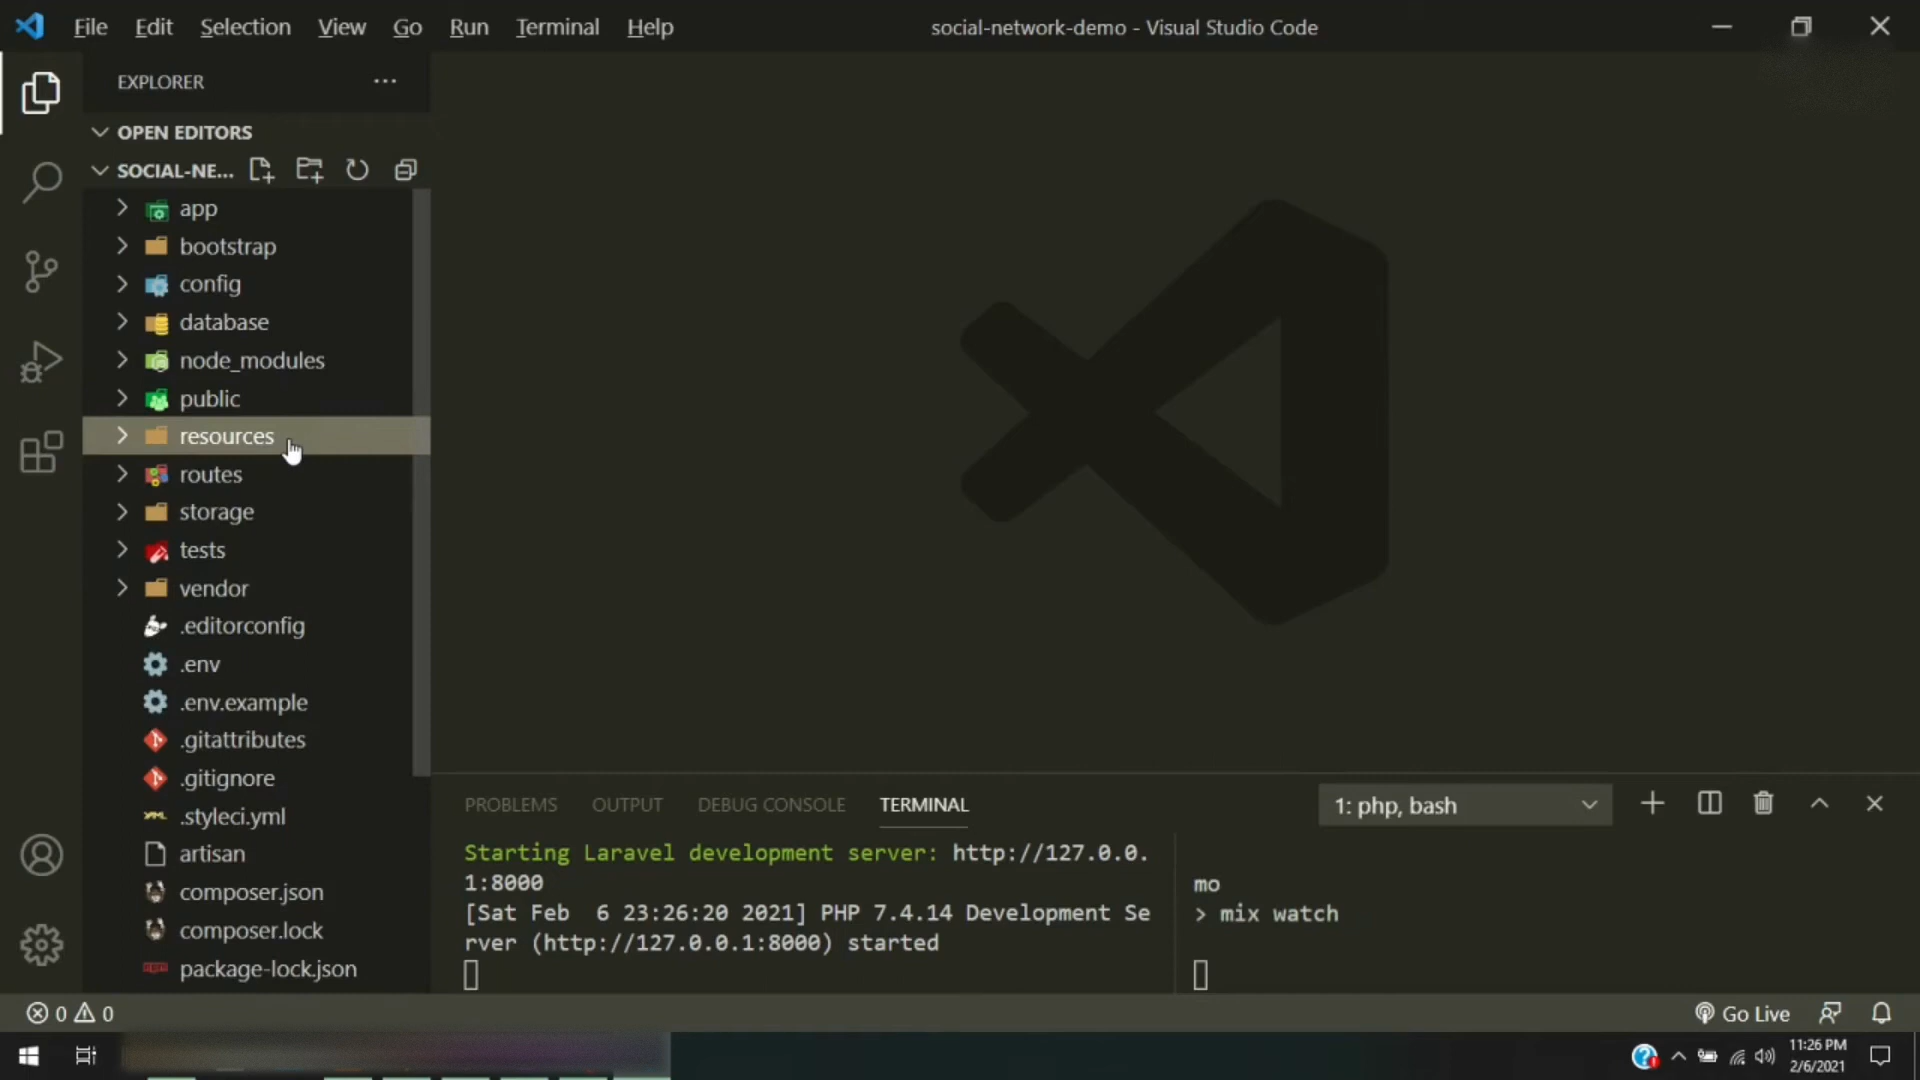 File Edit Selection View Go Run Terminal Help
social-network-demo - Visual Studio Code
EXPLORER
OPEN EDITORS
SOCIAL-NE...
app
bootstrap
config
database
node_modules
public
resources
routes
storage
tests
vendor
.editorconfig
.env
.env.example
.gitattributes
.gitignore
.styleci.yml
artisan
composer.json
composer.lock
package-lock.json
PROBLEMS OUTPUT DEBUG CONSOLE TERMINAL
1: php, bash
Starting Laravel development server: http://127.0.0.
1:8000
[Sat Feb  6 23:26:20 2021] PHP 7.4.14 Development Se
rver (http://127.0.0.1:8000) started
mo
> mix watch
0 0
Go Live
11:26 PM
2/6/2021